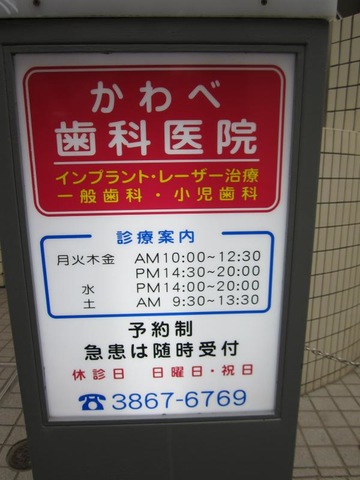 かわべ
歯科医院
インプラント・レーザー治療
一般歯科・小児歯科
診療案内
月火木金 AM10:00~12:30
PM14:30~20:00
水 PM14:00~20:00
土 AM 9:30~13:30
予約制
急患は随時受付
休診日 日曜日・祝日
☎3867-6769